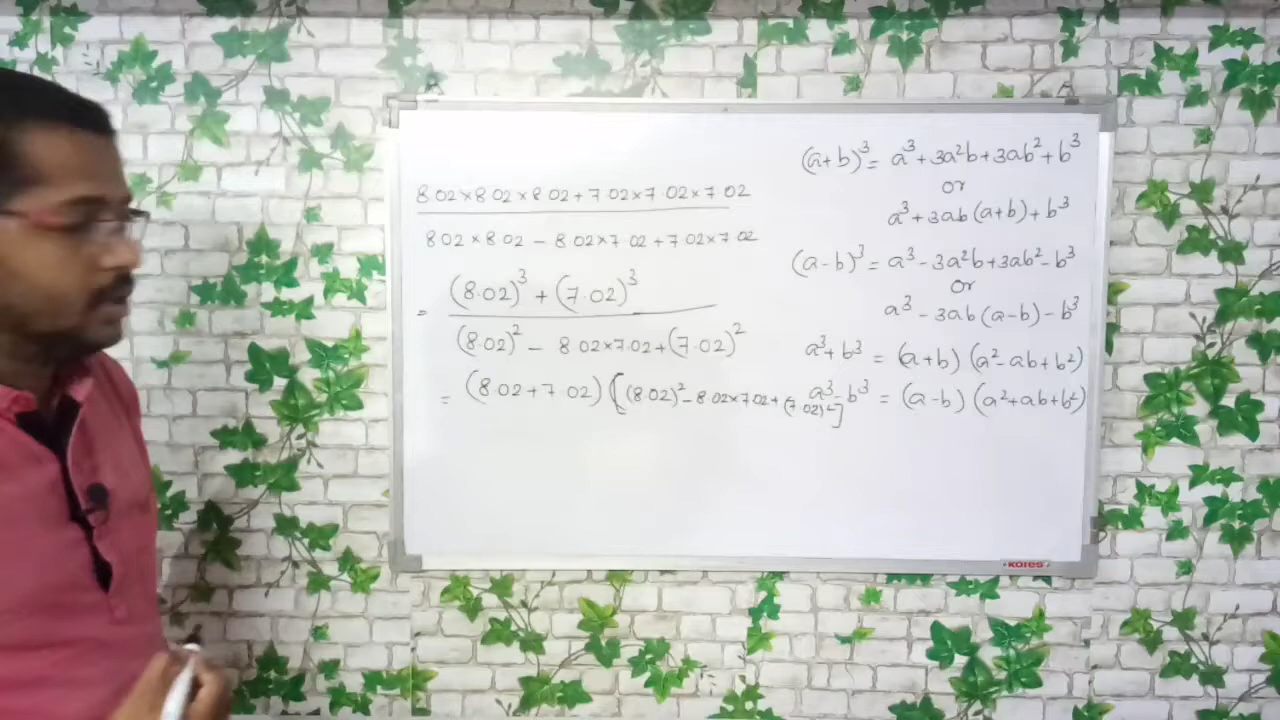 8.02×8.02×8.02+7.02×7.02×7.02
8.02×8.02 − 8.02×7.02+7.02×7.02
= (8.02)³+(7.02)³
(8.02)² − 8.02×7.02+(7.02)²
= (8.02+7.02) [(8.02)²−8.02×7.02+(7.02)²]
(a+b)³= a³+3a²b+3ab²+b³
or
a³+3ab(a+b)+b³
(a−b)³= a³−3a²b+3ab²−b³
or
a³−3ab(a−b)−b³
a³+b³ = (a+b) (a²−ab+b²)
a³−b³ = (a−b) (a²+ab+b²)
KORES